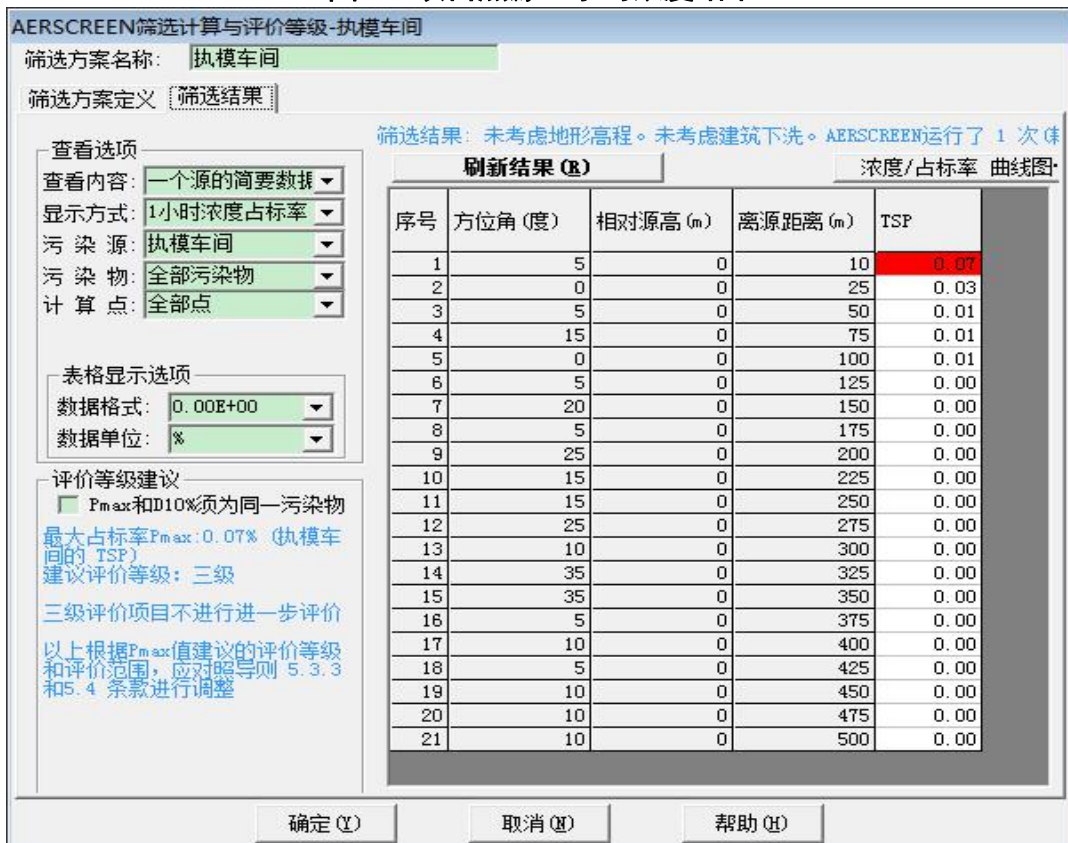 AERSCREEN筛选计算与评价等级-执模车间
筛选方案名称: 执模车间
筛选方案定义 筛选结果
筛选结果: 未考虑地形高程。未考虑建筑下洗。AERSCREEN运行了 1 次
查看选项
查看内容: 一个源的简要数据
显示方式: 1小时浓度占标率
污 染 源: 执模车间
污 染 物: 全部污染物
计 算 点: 全部点
表格显示选项
数据格式: 0.00E+00
数据单位: %
评价等级建议
Pmax和D10%须为同一污染物
最大占标率Pmax:0.07% (执模车
间的 TSP)
建议评价等级: 三级
三级评价项目不进行进一步评价
以上根据Pmax值建议的评价等级
和评价范围,应对照导则 5.3.3
和5.4 条款进行调整
刷新结果(R) 浓度/占标率 曲线图
序号 方位角(度) 相对源高(m) 离源距离(m) TSP
1 5 0 10 0.07
2 0 0 25 0.03
3 5 0 50 0.01
4 15 0 75 0.01
5 0 0 100 0.01
6 5 0 125 0.00
7 20 0 150 0.00
8 5 0 175 0.00
9 25 0 200 0.00
10 15 0 225 0.00
11 15 0 250 0.00
12 25 0 275 0.00
13 10 0 300 0.00
14 35 0 325 0.00
15 35 0 350 0.00
16 5 0 375 0.00
17 10 0 400 0.00
18 5 0 425 0.00
19 10 0 450 0.00
20 10 0 475 0.00
21 10 0 500 0.00
确定(Y) 取消(N) 帮助(H)